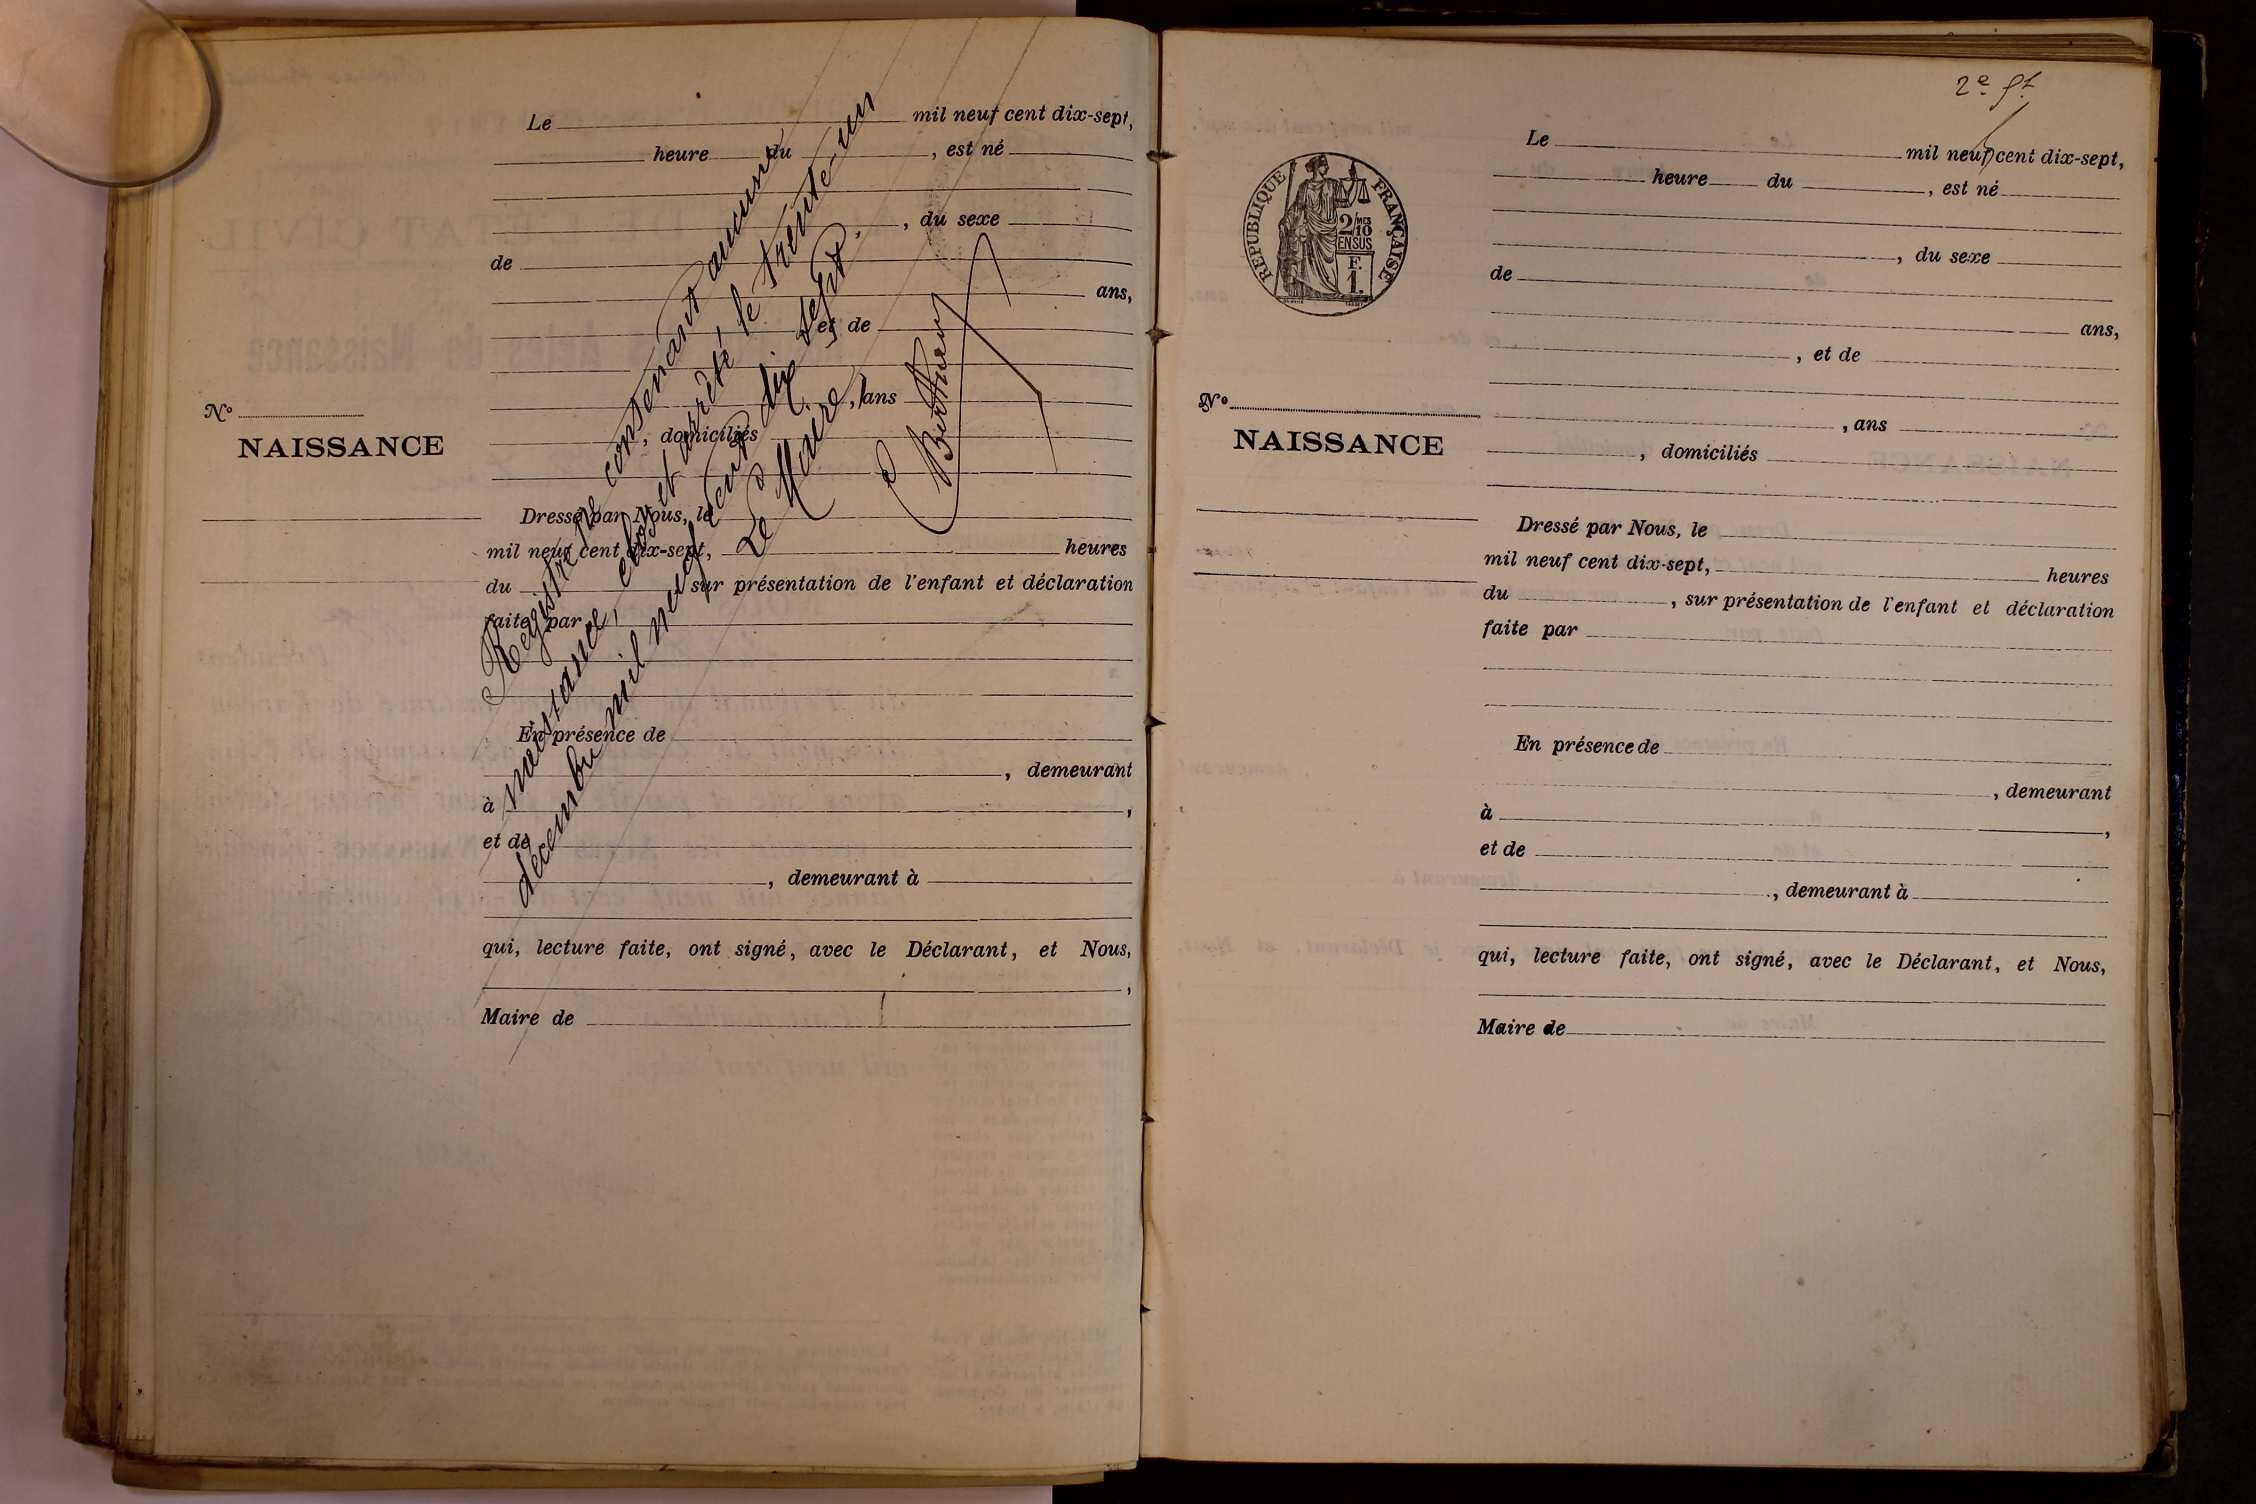 Le mil neuf cent dix-sept,
heure du , est né
, du sexe
de
ans,
et de
, ans
, domiciliés
N°
NAISSANCE
Dressé par Nous, le
mil neuf cent dix-sept, heures
du sur présentation de l'enfant et déclaration
faite par
En présence de
, demeurant
à ,
et de
, demeurant à
qui, lecture faite, ont signé, avec le Déclarant, et Nous,
,
Maire de
Registre ne contenant aucune
naissance, clos et arrêté, le trente-un
décembre mil neuf cent dix sept.
Le Maire,
2e ft
RÉPUBLIQUE FRANÇAISE
2/MES
10
EN SUS
F.
1.
Le mil neuf cent dix-sept,
heure du , est né
, du sexe
de
ans,
, et de
, ans
, domiciliés
N°
NAISSANCE
Dressé par Nous, le
mil neuf cent dix-sept, heures
du , sur présentation de l'enfant et déclaration
faite par
En présence de
, demeurant
à ,
et de
, demeurant à
qui, lecture faite, ont signé, avec le Déclarant, et Nous,
Maire de